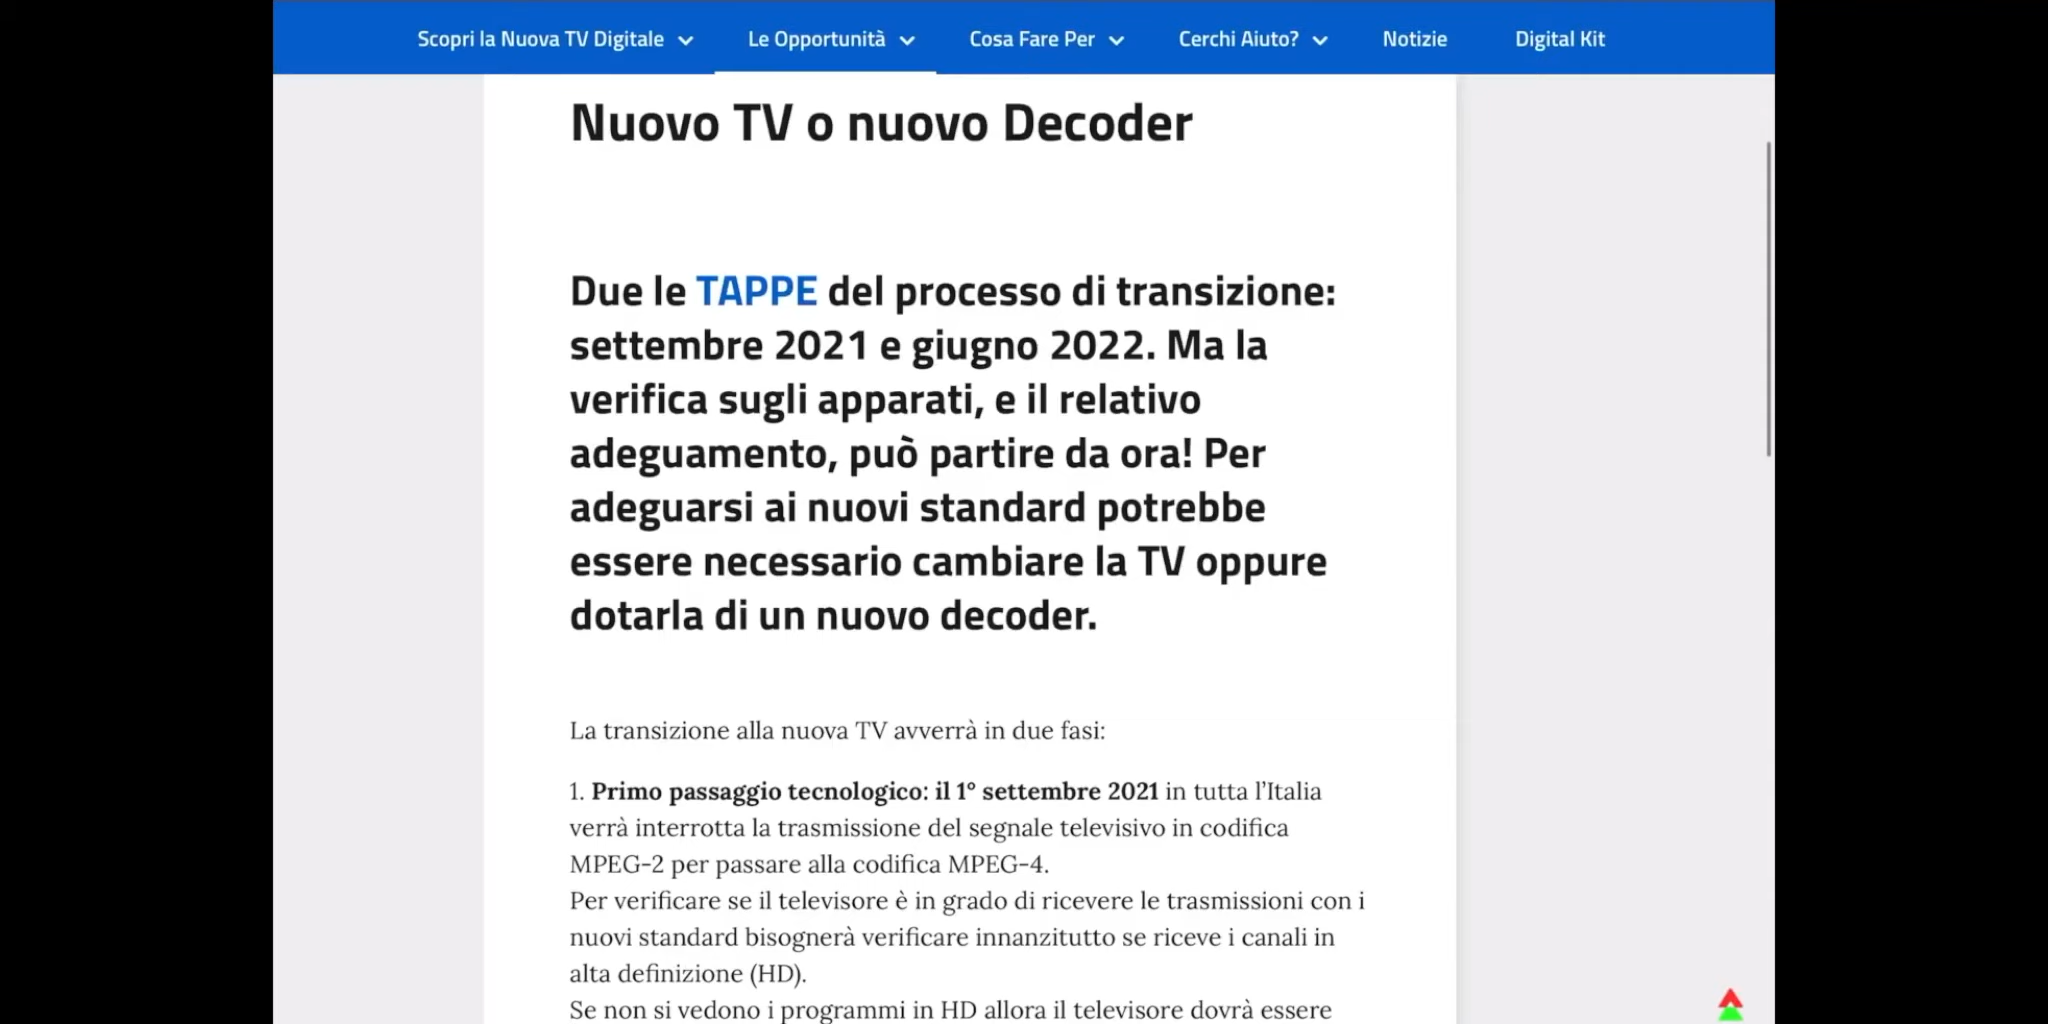 Scopri la Nuova TV Digitale
Le Opportunità
Cosa Fare Per
Cerchi Aiuto?
Notizie
Digital Kit
Nuovo TV o nuovo Decoder
Due le TAPPE del processo di transizione:
settembre 2021 e giugno 2022. Ma la
verifica sugli apparati, e il relativo
adeguamento, può partire da ora! Per
adeguarsi ai nuovi standard potrebbe
essere necessario cambiare la TV oppure
dotarla di un nuovo decoder.
La transizione alla nuova TV avverrà in due fasi:
1. Primo passaggio tecnologico: il 1° settembre 2021 in tutta l’Italia
verrà interrotta la trasmissione del segnale televisivo in codifica
MPEG-2 per passare alla codifica MPEG-4.
Per verificare se il televisore è in grado di ricevere le trasmissioni con i
nuovi standard bisognerà verificare innanzitutto se riceve i canali in
alta definizione (HD).
Se non si vedono i programmi in HD allora il televisore dovrà essere